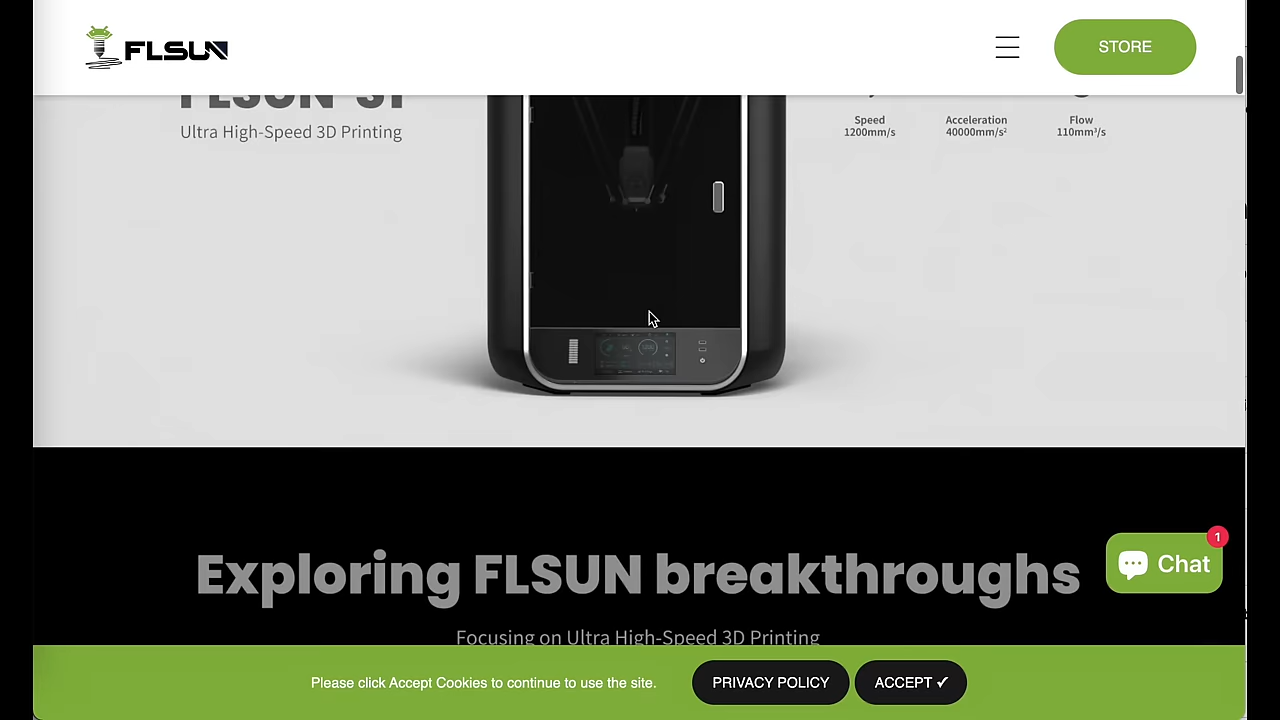 FLSUN
STORE
FLSUN S1
Ultra High-Speed 3D Printing
Speed
1200mm/s
Acceleration
40000mm/s²
Flow
110mm³/s
Exploring FLSUN breakthroughs
Focusing on Ultra High-Speed 3D Printing
1
Chat
Please click Accept Cookies to continue to use the site.
PRIVACY POLICY
ACCEPT ✓